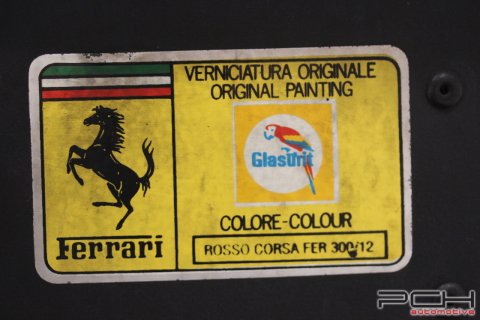 VERNICIATURA ORIGINALE
ORIGINAL PAINTING
Glasurit
COLORE-COLOUR
Ferrari
ROSSO CORSA FER 300/12
PCH
automotive